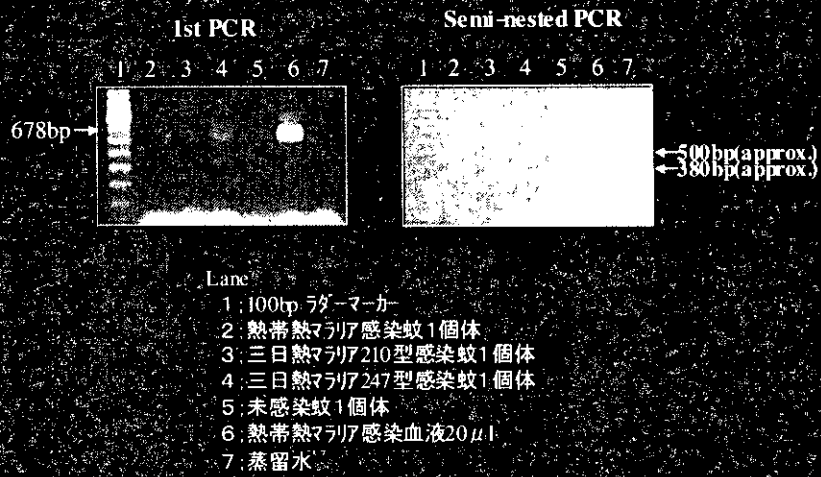 1st PCR
Semi-nested PCR
1 2 3 4 5 6 7
1 2 3 4 5 6 7
678bp
500bp(approx.)
380bp(approx.)
Lane
1;100bp ラダーマーカー
2;熱帯熱マラリア感染蚊1個体
3;三日熱マラリア210型感染蚊1個体
4;三日熱マラリア247型感染蚊1個体
5;未感染蚊1個体
6;熱帯熱マラリア感染血液20μl
7;蒸留水